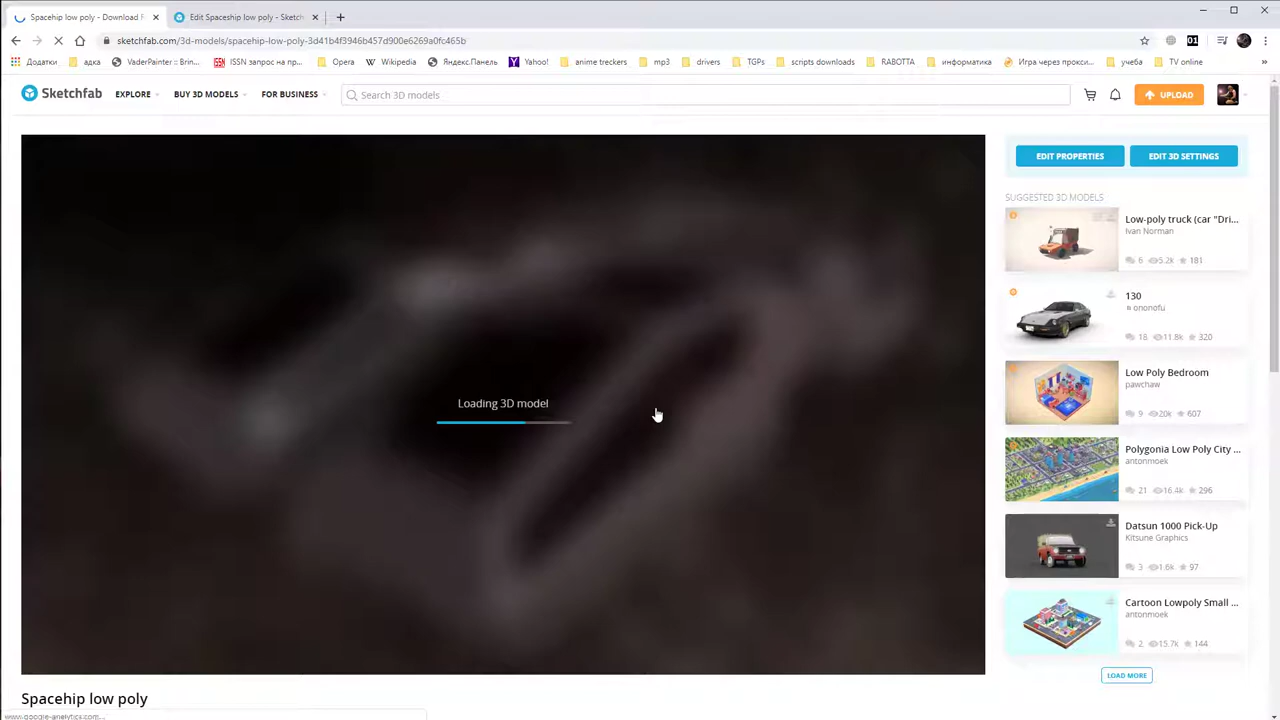 Spacehip low poly - Download F
Edit Spaceship low poly - Sketch
sketchfab.com/3d-models/spacehip-low-poly-3d41b4f3946b457d900e6269a0fc465b
Додатки
адка
VaderPainter :: Brin...
ISSN запрос на пр...
Opera
Wikipedia
Яндекс.Панель
Yahoo!
anime treckers
mp3
drivers
TGPs
scripts downloads
RABOTTA
информатика
Игра через прокси...
учеба
TV online
»
Sketchfab
EXPLORE
BUY 3D MODELS
FOR BUSINESS
Search 3D models
UPLOAD
Loading 3D model
Spacehip low poly
EDIT PROPERTIES
EDIT 3D SETTINGS
SUGGESTED 3D MODELS
Low-poly truck (car "Dri...
Ivan Norman
6 5.2k 181
130
ononofu
18 11.8k 320
Low Poly Bedroom
pawchaw
9 20k 607
Polygonia Low Poly City ...
antonmoek
21 16.4k 296
Datsun 1000 Pick-Up
Kitsune Graphics
3 1.6k 97
Cartoon Lowpoly Small ...
antonmoek
2 15.7k 144
LOAD MORE
www.google-analytics.com...